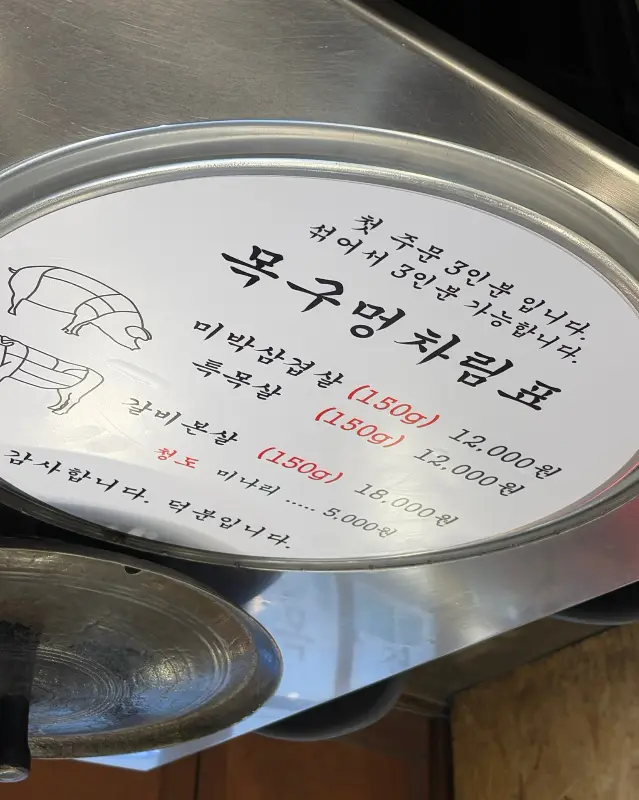 첫 주문 3인분 입니다.
섞어서 3인분 가능합니다.
목구멍차림표
미박삼겹살 (150g) 12,000원
특목살 (150g) 12,000원
갈비본살 (150g) 18,000원
청도 미나리 ..... 5,000원
감사합니다. 덕분입니다.